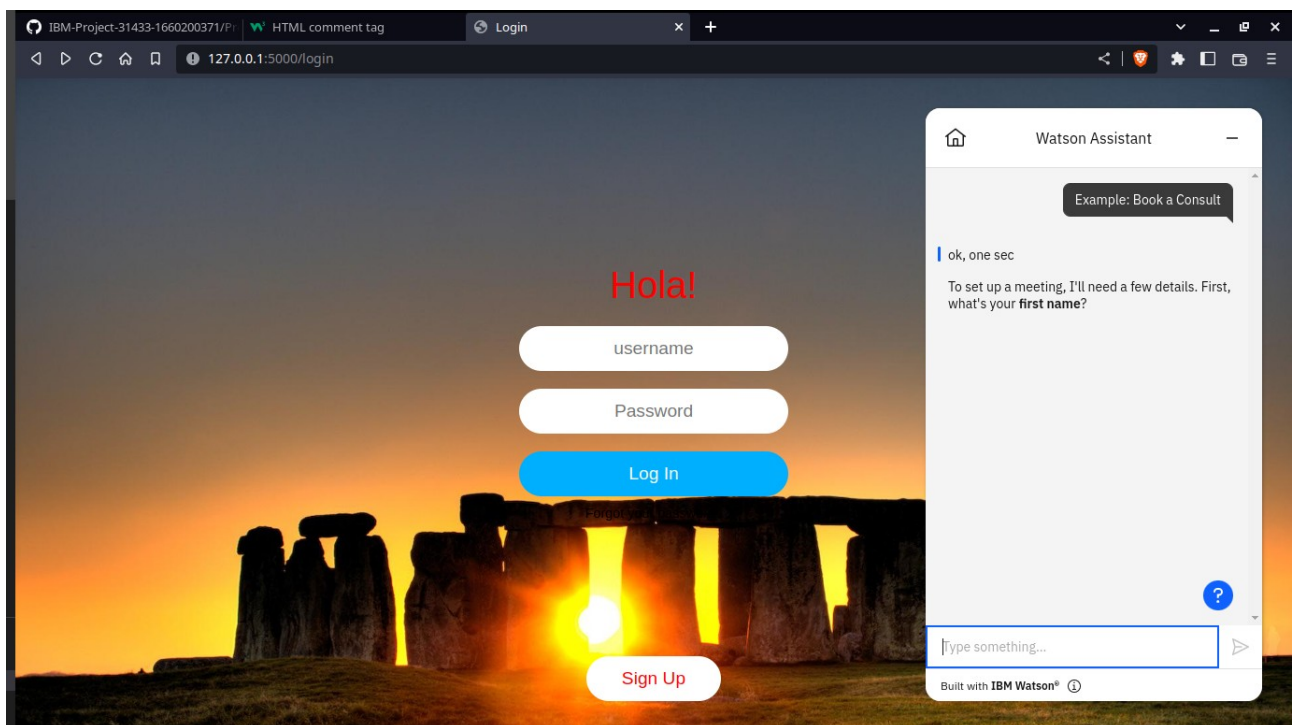 IBM-Project-31433-1660200371/Pr
HTML comment tag
Login
127.0.0.1:5000/login
Watson Assistant
Example: Book a Consult
ok, one sec
To set up a meeting, I'll need a few details. First,
what's your first name?
Hola!
username
Password
Log In
Forgot
Sign Up
?
Type something...
Built with IBM Watson®